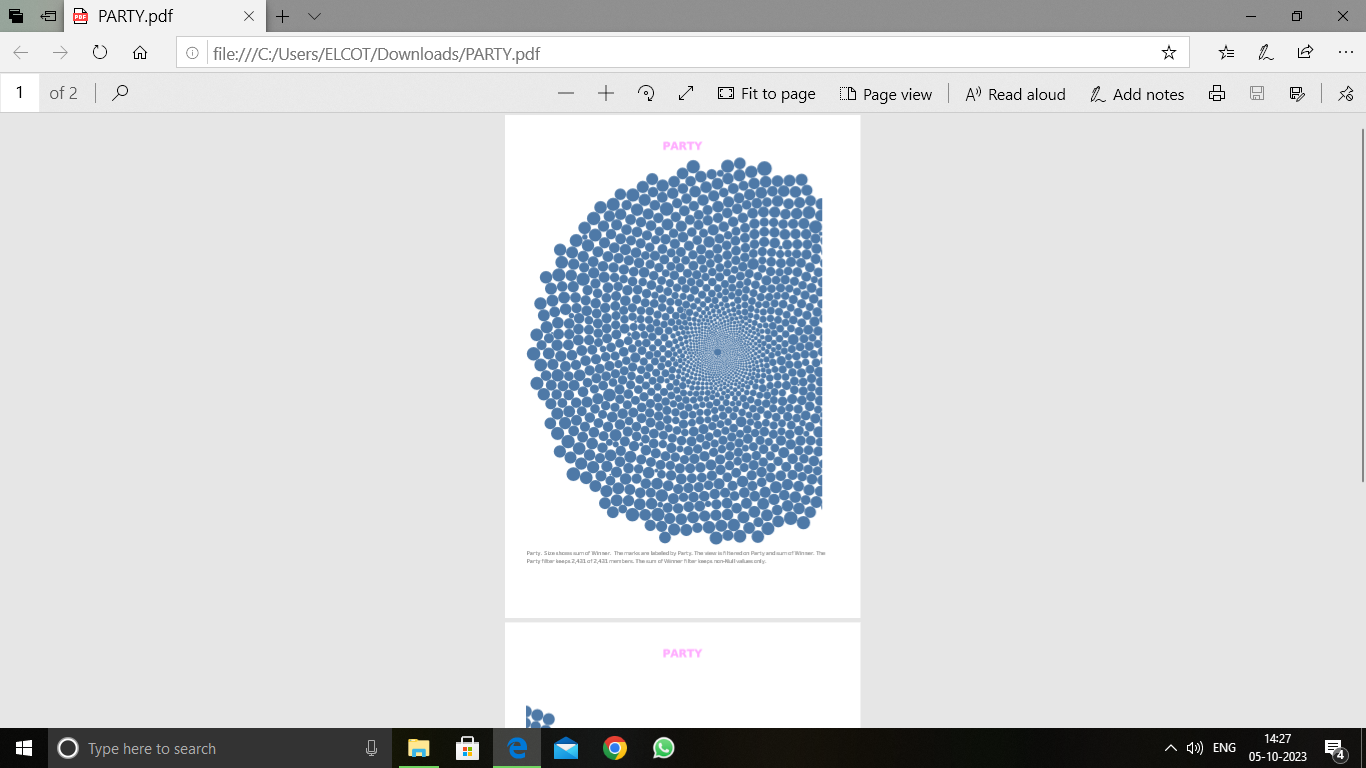 PARTY.pdf
file:///C:/Users/ELCOT/Downloads/PARTY.pdf
1 of 2
Fit to page
Page view
Read aloud
Add notes
PARTY
Party. Size shows sum of Winner. The marks are labeled by Party. The view is filtered on Party and sum of Winner. The
Party filter keeps 2,431 of 2,431 members. The sum of Winner filter keeps non-Null values only.
PARTY
Type here to search
ENG
14:27
05-10-2023
4